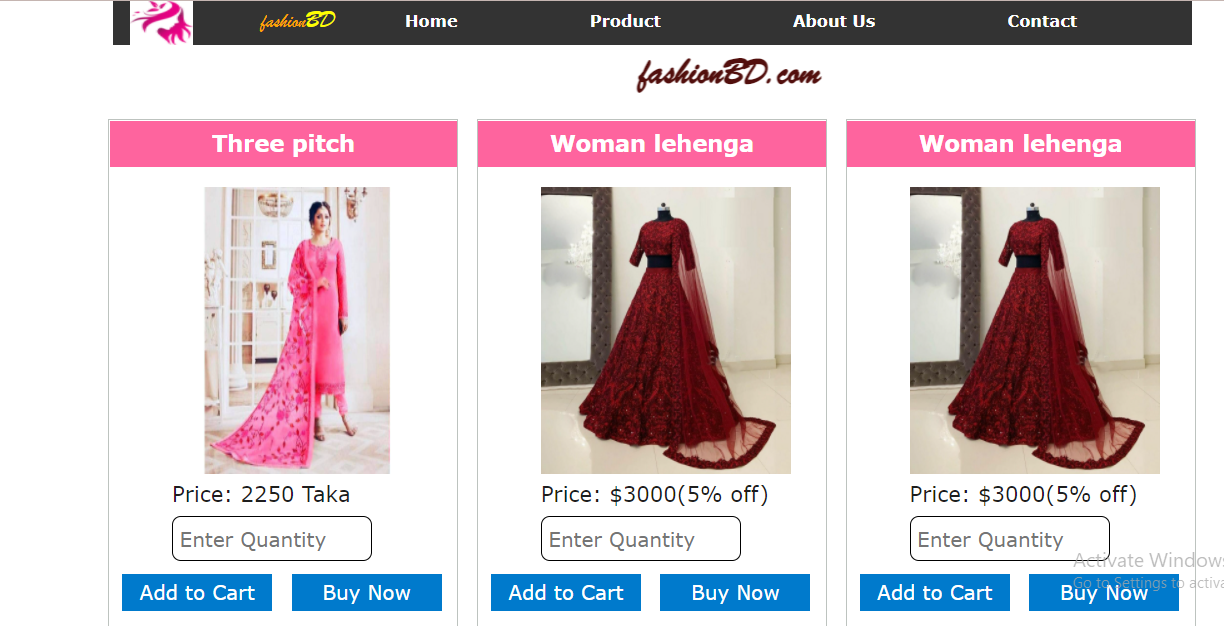 fashionBD Home Product About Us Contact
fashionBD.com
Three pitch
Woman lehenga
Woman lehenga
Price: 2250 Taka
Price: $3000(5% off)
Price: $3000(5% off)
Enter Quantity
Enter Quantity
Enter Quantity
Activate Windows
Go to Settings to activa
Add to Cart Buy Now
Add to Cart Buy Now
Add to Cart Buy Now